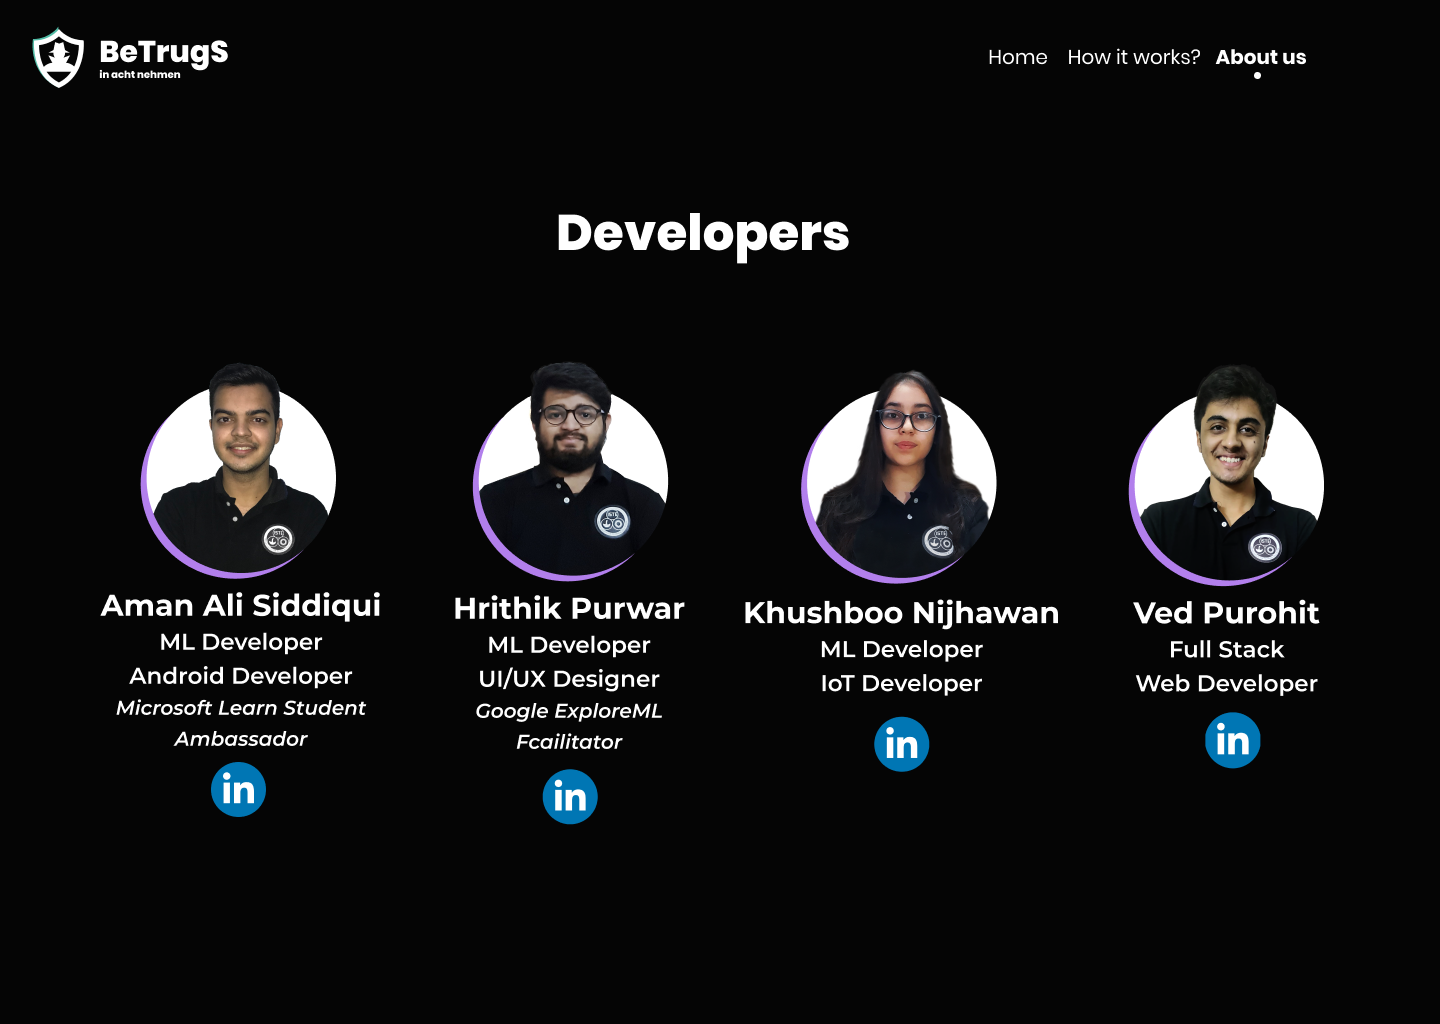 BeTrugS
in acht nehmen
Home How it works? About us
Developers
Aman Ali Siddiqui
ML Developer
Android Developer
Microsoft Learn Student
Ambassador
in
Hrithik Purwar
ML Developer
UI/UX Designer
Google ExploreML
Fcailitator
in
Khushboo Nijhawan
ML Developer
IoT Developer
in
Ved Purohit
Full Stack
Web Developer
in